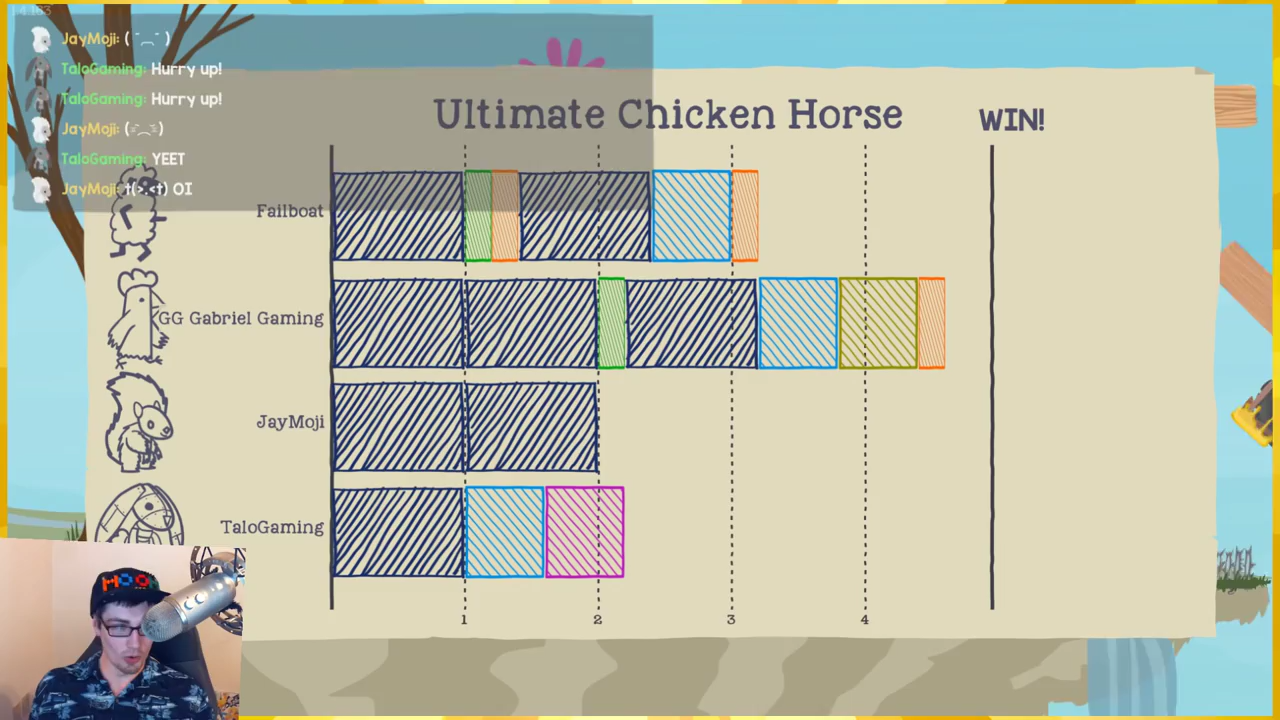 JayMoji: (¯︵¯)
TaloGaming: Hurry up!
TaloGaming: Hurry up!
JayMoji: (=︵=)
TaloGaming: YEET
JayMoji: t(>.<t) OI
Ultimate Chicken Horse
WIN!
Failboat
GG Gabriel Gaming
JayMoji
TaloGaming
1 2 3 4